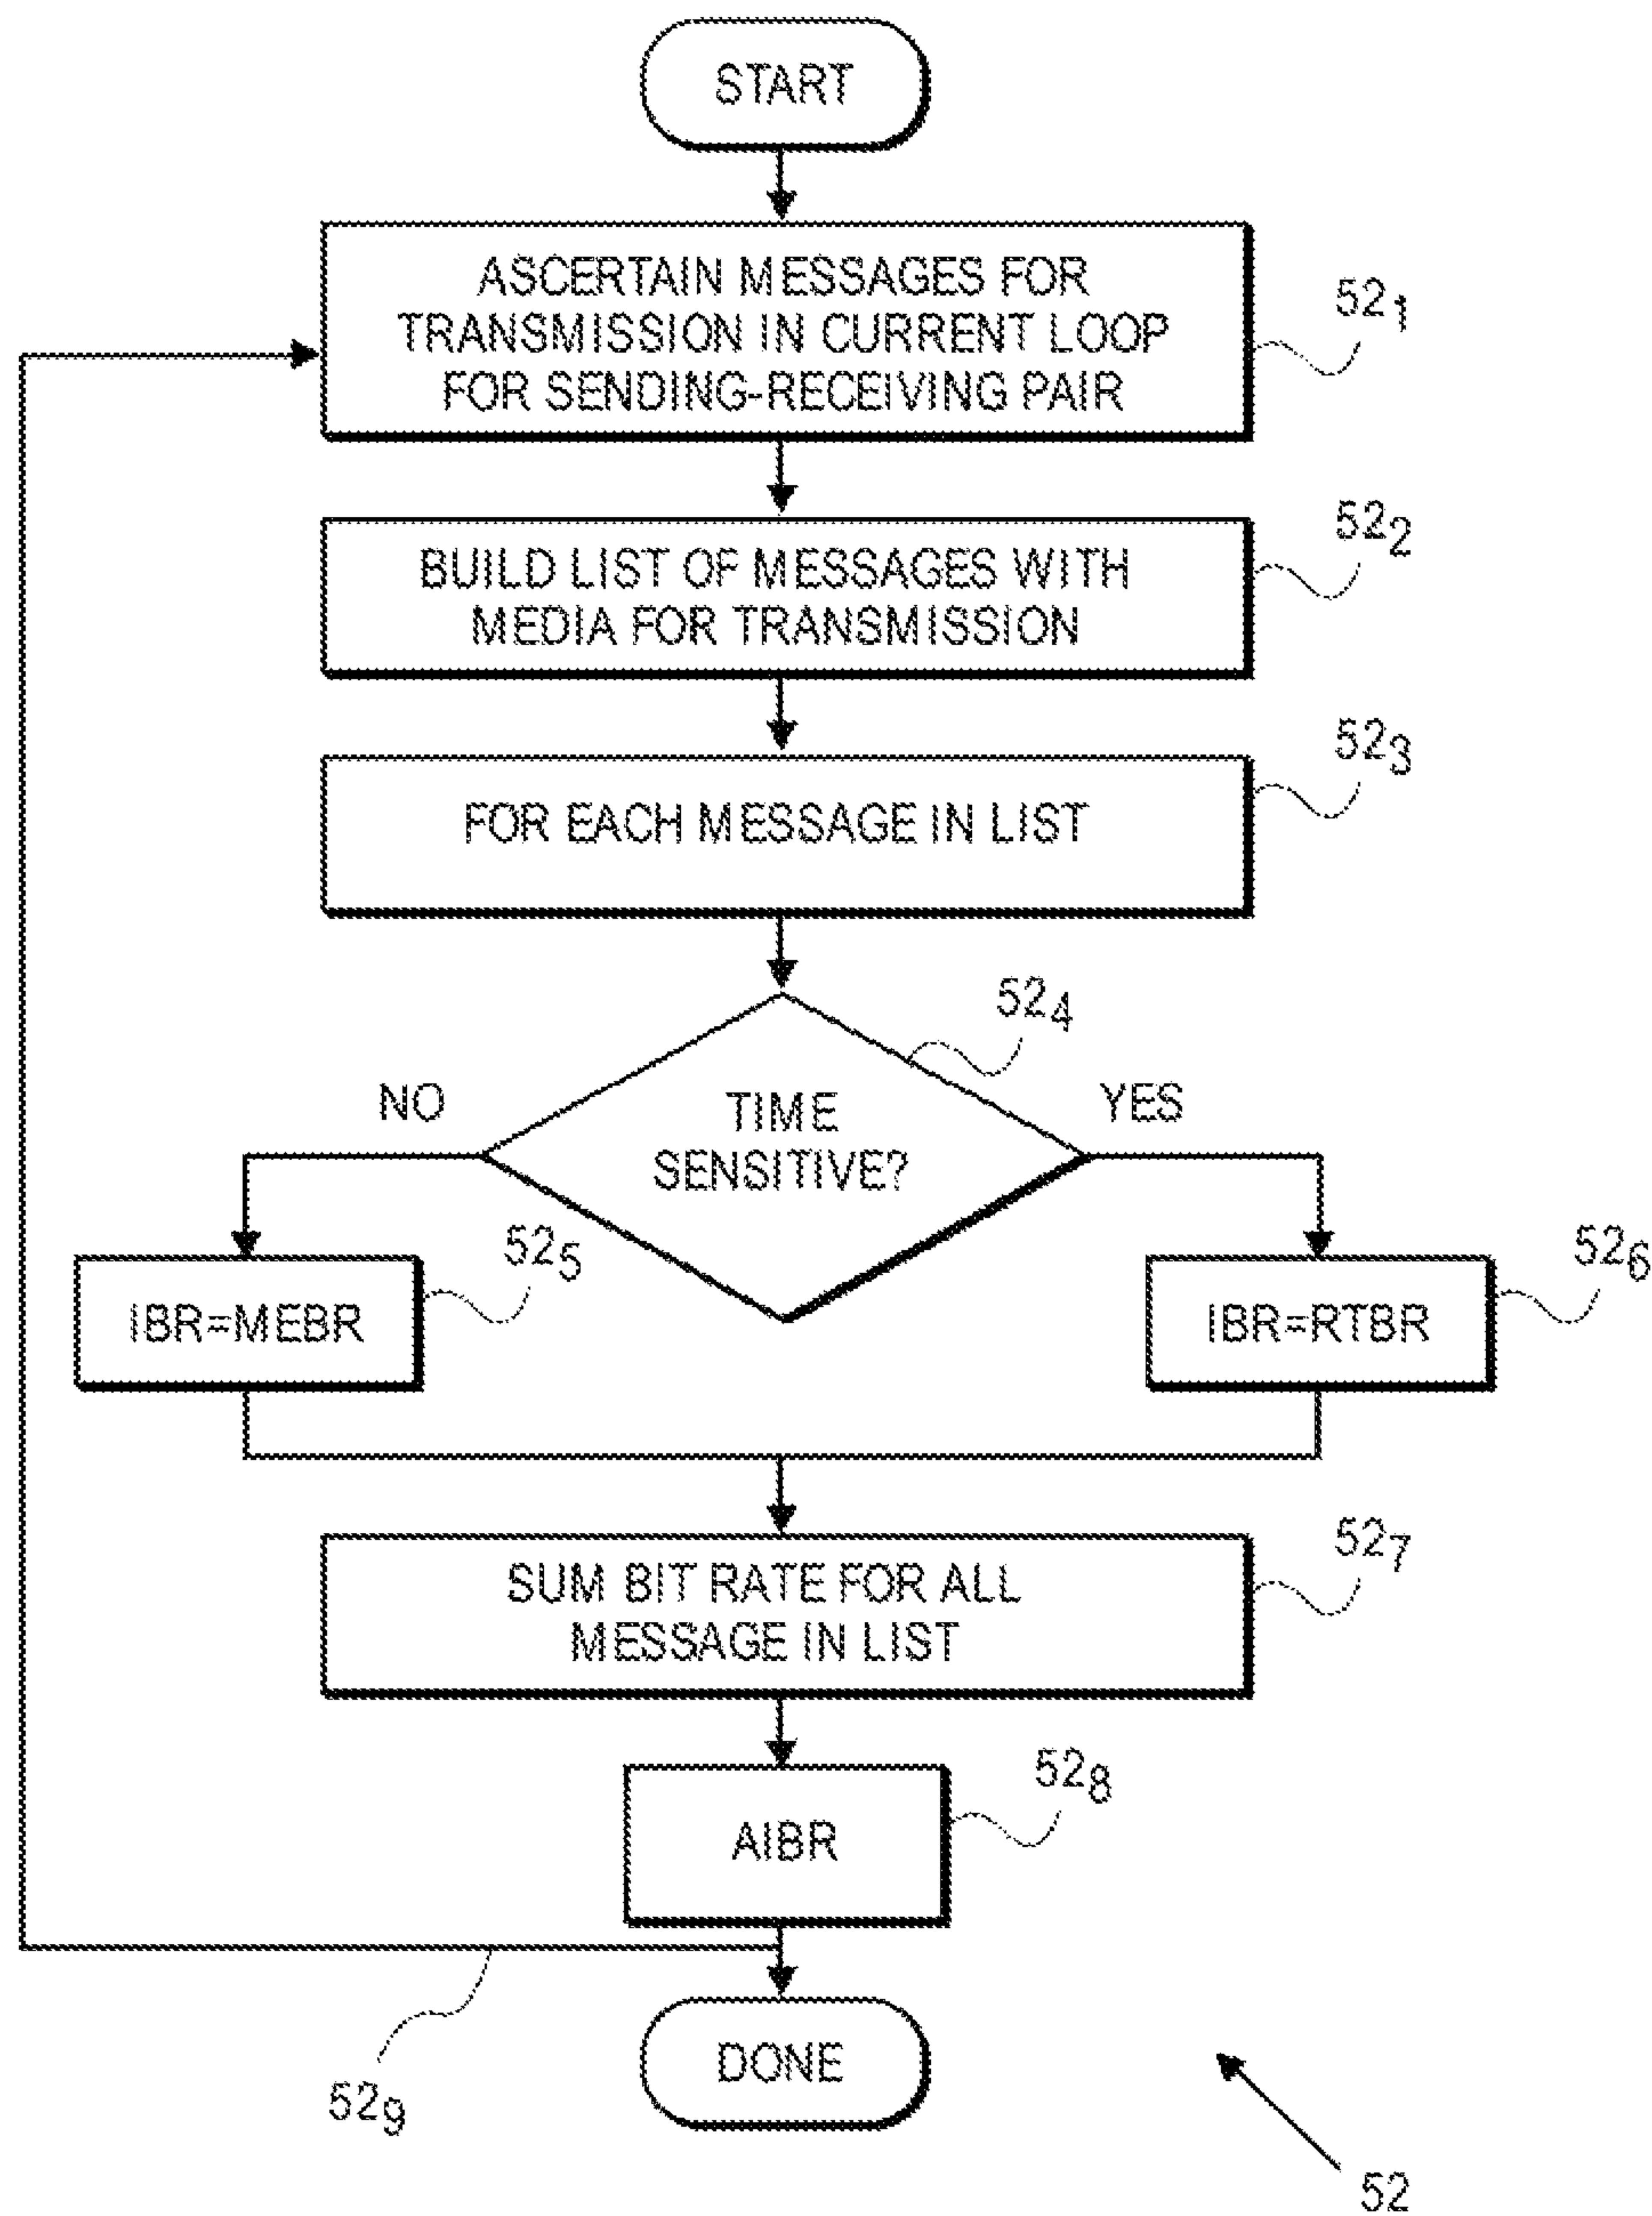 START
ASCERTAIN MESSAGES FOR
TRANSMISSION IN CURRENT LOOP
FOR SENDING-RECEIVING PAIR
52₁
BUILD LIST OF MESSAGES WITH
MEDIA FOR TRANSMISSION
52₂
FOR EACH MESSAGE IN LIST
52₃
TIME
SENSITIVE?
52₄
NO
YES
IBR=MEBR
52₅
IBR=RTBR
52₆
SUM BIT RATE FOR ALL
MESSAGE IN LIST
52₇
AIBR
52₈
52₉
DONE
52